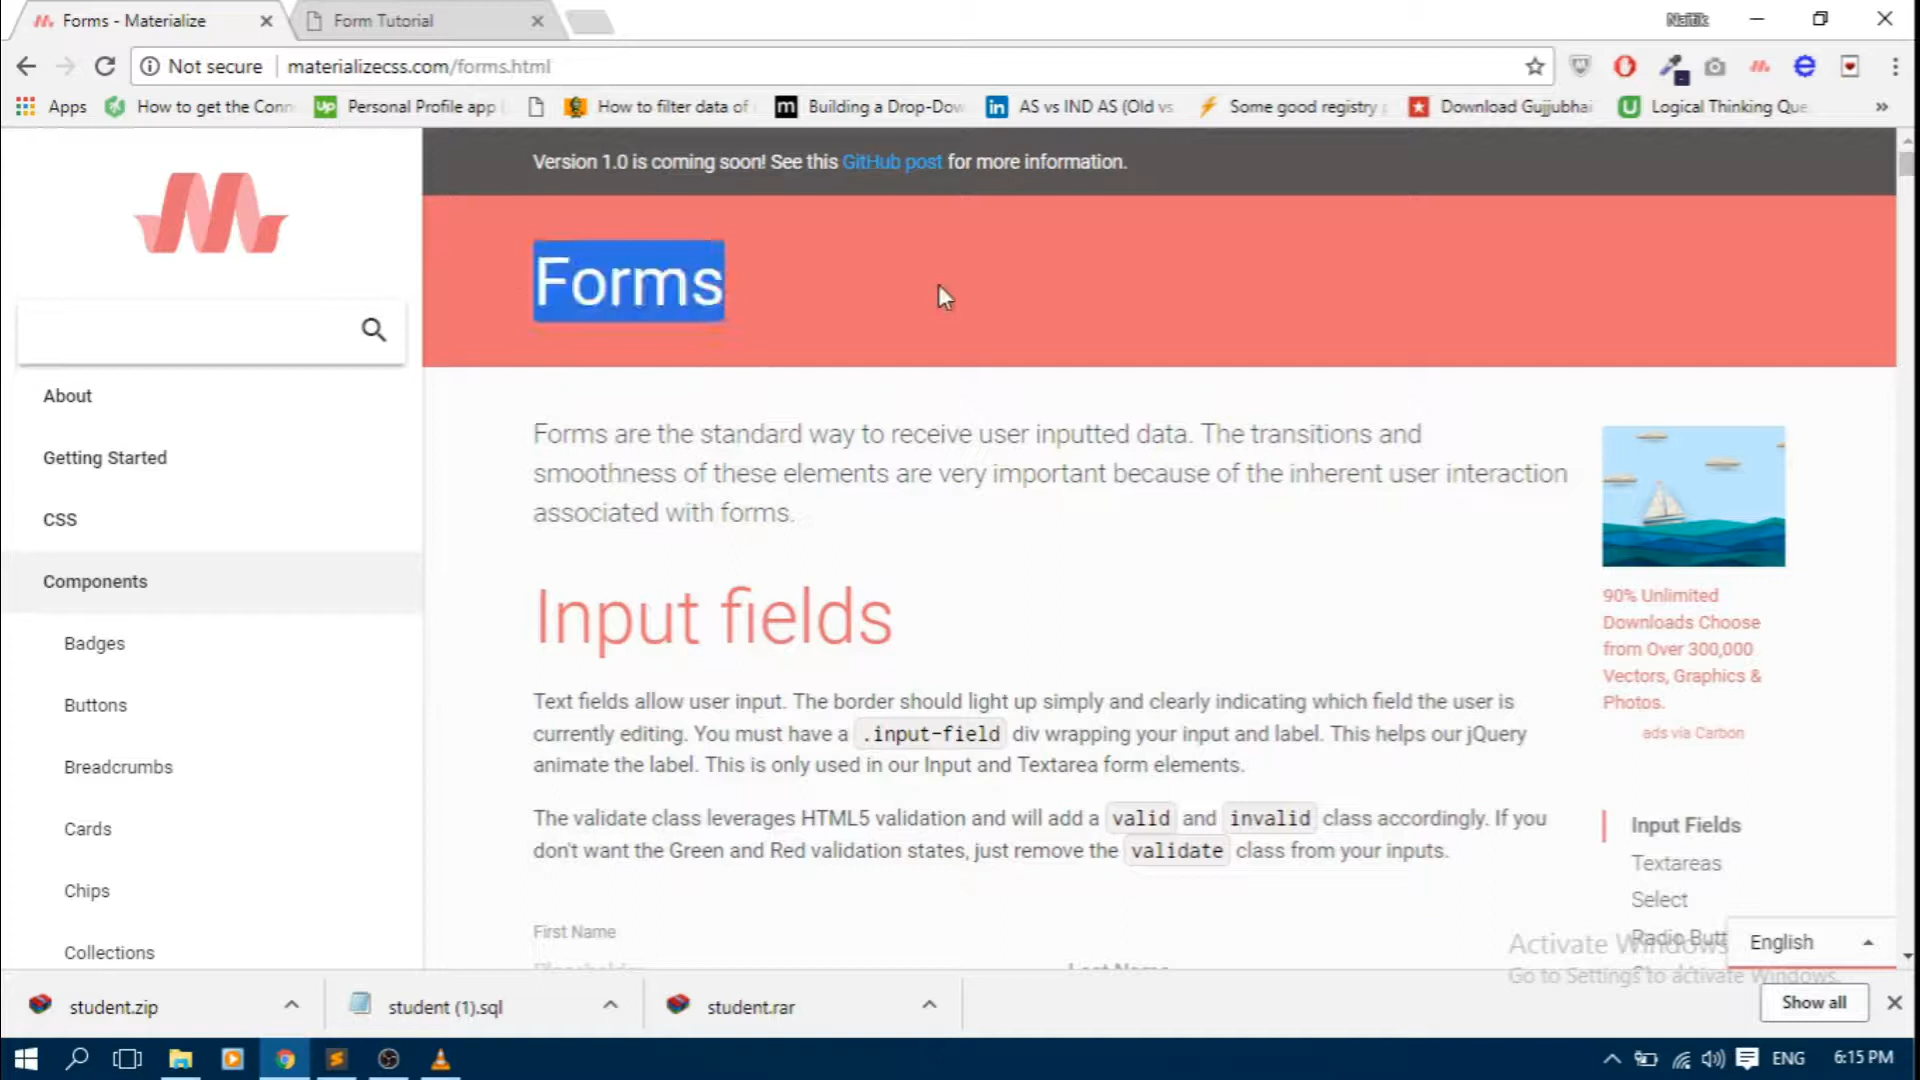 Forms - Materialize
Form Tutorial
Naitik
Not secure
materializecss.com/forms.html
Apps
How to get the Conn
Personal Profile app
How to filter data of
Building a Drop-Dow
AS vs IND AS (Old vs
Some good registry
Download Gujjubhai
Logical Thinking Que
»
Version 1.0 is coming soon! See this GitHub post for more information.
Forms
About
Getting Started
CSS
Components
Badges
Buttons
Breadcrumbs
Cards
Chips
Collections
Forms are the standard way to receive user inputted data. The transitions and
smoothness of these elements are very important because of the inherent user interaction
associated with forms.
Input fields
Text fields allow user input. The border should light up simply and clearly indicating which field the user is
currently editing. You must have a .input-field div wrapping your input and label. This helps our jQuery
animate the label. This is only used in our Input and Textarea form elements.
The validate class leverages HTML5 validation and will add a valid and invalid class accordingly. If you
don't want the Green and Red validation states, just remove the validate class from your inputs.
First Name
Placeholder
Last Name
90% Unlimited
Downloads Choose
from Over 300,000
Vectors, Graphics &
Photos.
ads via Carbon
Input Fields
Textareas
Select
Radio Butt
English
Activate Windows
Go to Settings to activate Windows.
student.zip
student (1).sql
student.rar
Show all
ENG
6:15 PM